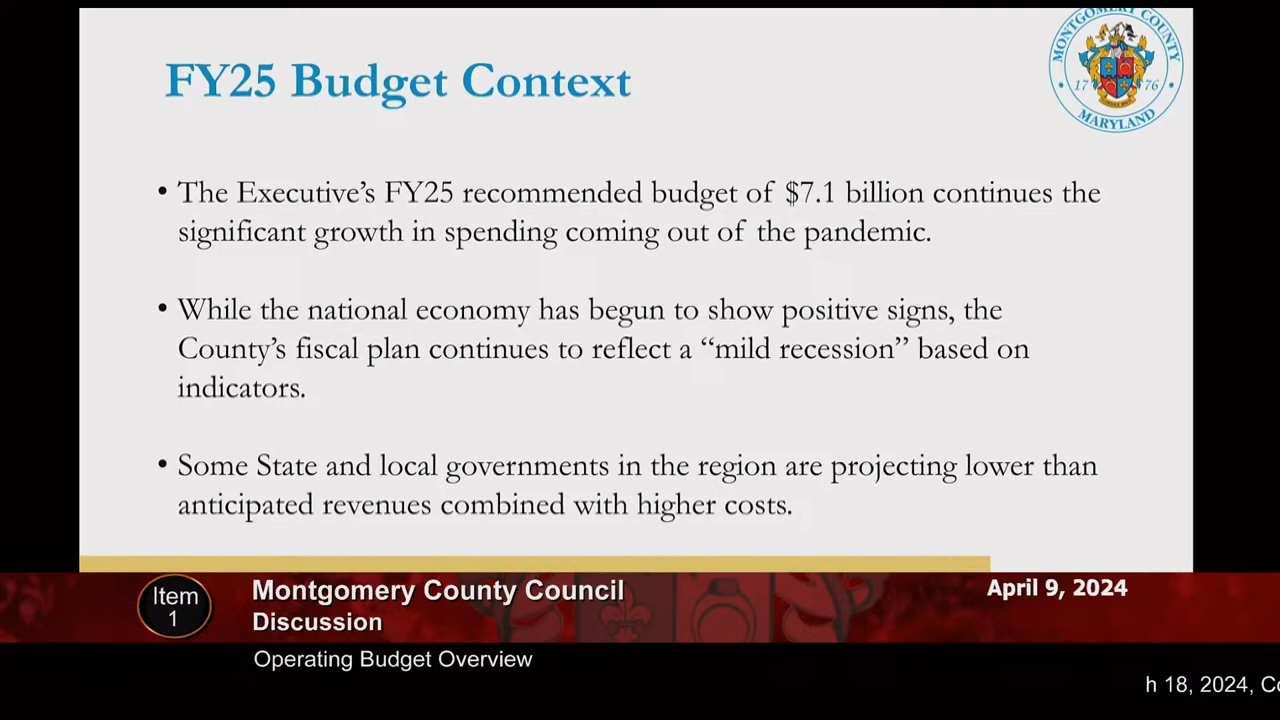 FY25 Budget Context
MONTGOMERY COUNTY
17 76
MARYLAND
• The Executive's FY25 recommended budget of $7.1 billion continues the
significant growth in spending coming out of the pandemic.
• While the national economy has begun to show positive signs, the
County's fiscal plan continues to reflect a “mild recession” based on
indicators.
• Some State and local governments in the region are projecting lower than
anticipated revenues combined with higher costs.
Item
1
Montgomery County Council
Discussion
April 9, 2024
Operating Budget Overview
h 18, 2024, Co